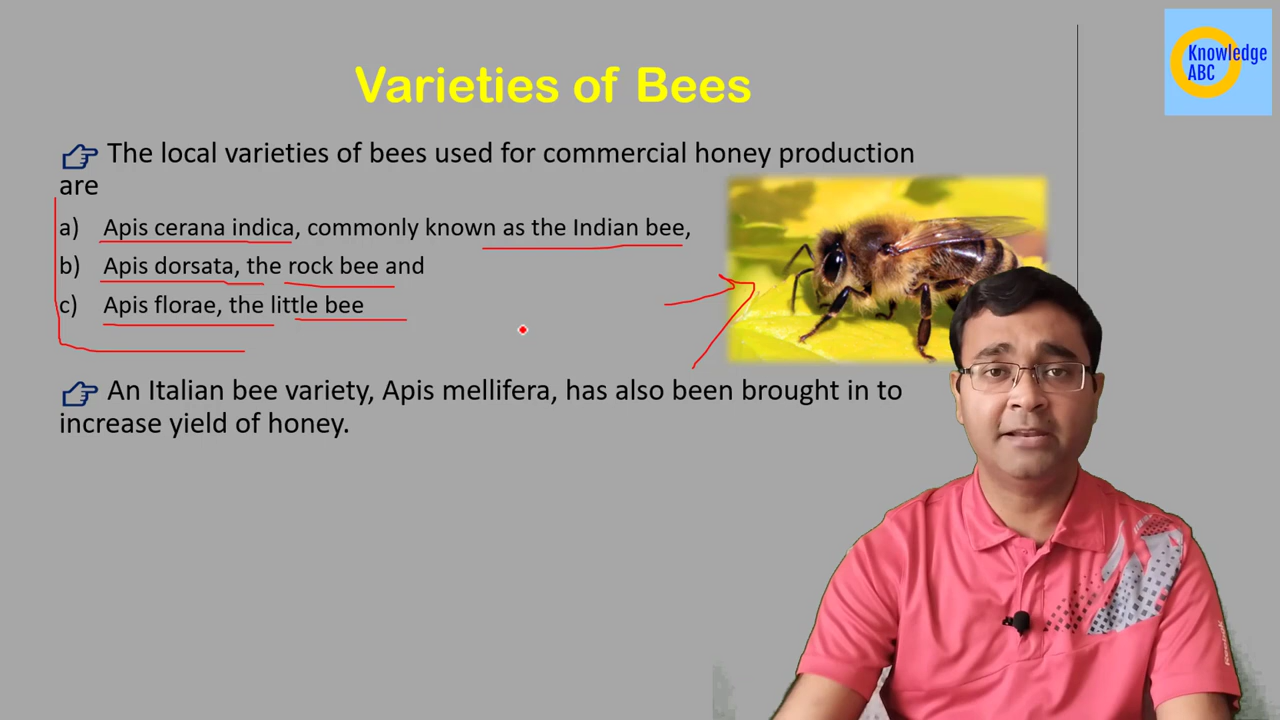 Knowledge
ABC
Varieties of Bees
The local varieties of bees used for commercial honey production
are
a) Apis cerana indica, commonly known as the Indian bee,
b) Apis dorsata, the rock bee and
c) Apis florae, the little bee
An Italian bee variety, Apis mellifera, has also been brought in to
increase yield of honey.